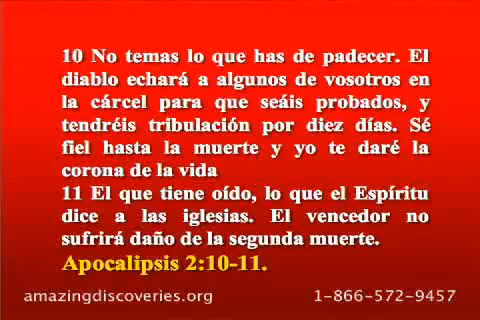 10 No temas lo que has de padecer. El
diablo echará a algunos de vosotros en
la cárcel para que seáis probados, y
tendréis tribulación por diez días. Sé
fiel hasta la muerte y yo te daré la
corona de la vida
11 El que tiene oído, lo que el Espíritu
dice a las iglesias. El vencedor no
sufrirá daño de la segunda muerte.
Apocalipsis 2:10-11.
amazingdiscoveries.org 1-866-572-9457